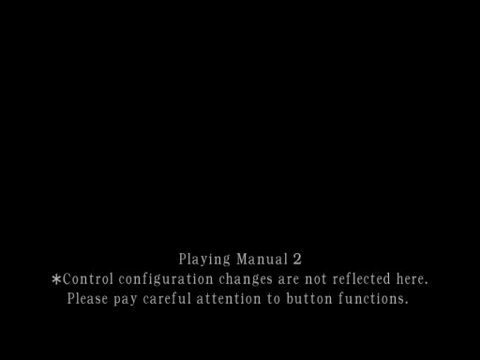 Playing Manual 2
*Control configuration changes are not reflected here.
Please pay careful attention to button functions.